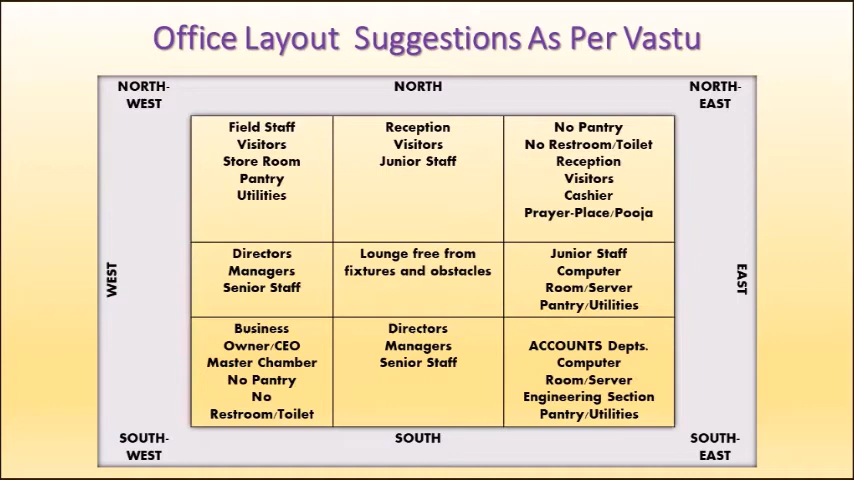 Office Layout  Suggestions As Per Vastu
NORTH-
WEST
NORTH
NORTH-
EAST
Field Staff
Visitors
Store Room
Pantry
Utilities
Reception
Visitors
Junior Staff
No Pantry
No Restroom/Toilet
Reception
Visitors
Cashier
Prayer-Place/Pooja
WEST
Directors
Managers
Senior Staff
Lounge free from
fixtures and obstacles
Junior Staff
Computer
Room/Server
Pantry/Utilities
EAST
Business
Owner/CEO
Master Chamber
No Pantry
No
Restroom/Toilet
Directors
Managers
Senior Staff
ACCOUNTS Depts.
Computer
Room/Server
Engineering Section
Pantry/Utilities
SOUTH-
WEST
SOUTH
SOUTH-
EAST